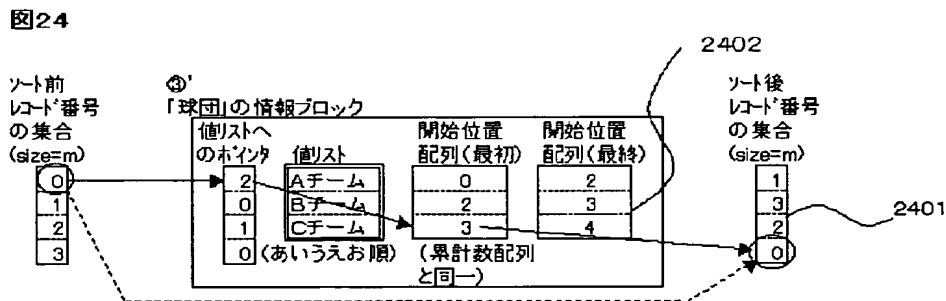 図24
2402
ソート前
レコード番号
の集合
(size=m)
0
1
2
3
③'
「球団」の情報ブロック
値リストへ
のポインタ
2
0
1
0
値リスト
Aチーム
Bチーム
Cチーム
(あいうえお順)
開始位置
配列(最初)
0
2
3
(累計数配列
と同一)
開始位置
配列(最終)
2
3
4
ソート後
レコード番号
の集合
(size=m)
1
3
2
0
2401